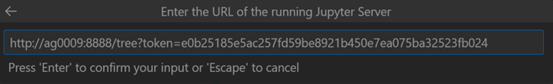 Enter the URL of the running Jupyter Server
http://ag0009:8888/tree?token=e0b25185e5ac257fd59be8921b450e7ea075ba32523fb024
Press 'Enter' to confirm your input or 'Escape' to cancel